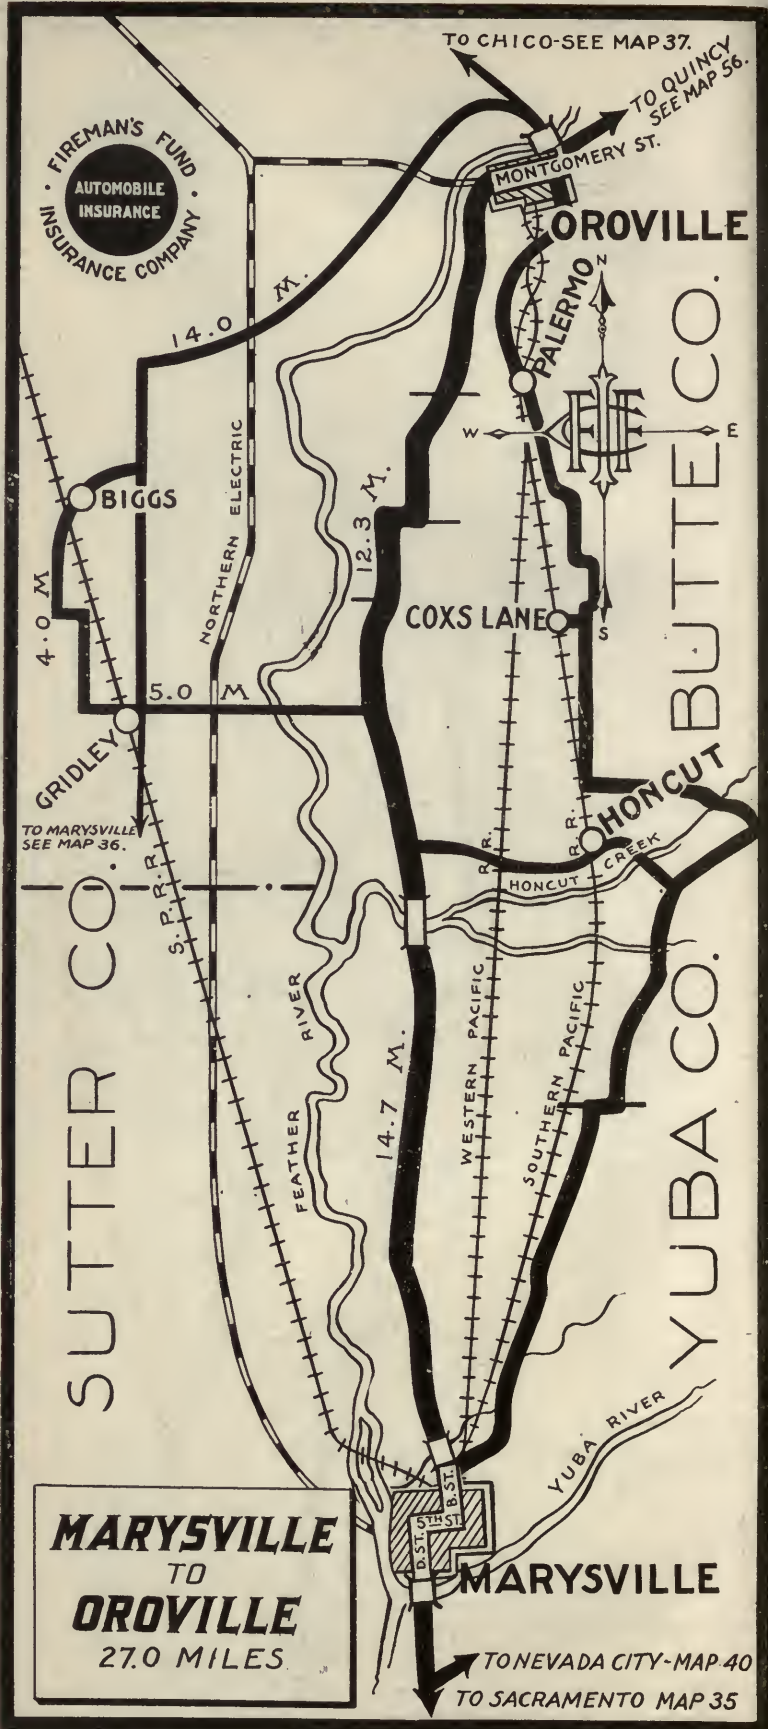 TO CHICO-SEE MAP 37.
TO QUINCY
SEE MAP 56.
FIREMAN'S FUND
AUTOMOBILE
INSURANCE
INSURANCE COMPANY
MONTGOMERY ST.
OROVILLE
N
PALERMO
14.0 M.
W
E
S
BUTTE CO.
BIGGS
NORTHERN ELECTRIC
12.3 M.
4.0 M
COXS LANE
5.0 M
GRIDLEY
TO MARYSVILLE
SEE MAP 36.
HONCUT
HONCUT CREEK
S. P. R. R.
SUTTER CO.
FEATHER RIVER
14.7 M.
WESTERN PACIFIC R. R.
SOUTHERN PACIFIC R. R.
YUBA CO.
YUBA RIVER
B. ST.
5TH ST.
D. ST.
MARYSVILLE
MARYSVILLE
TO
OROVILLE
27.0 MILES
TO NEVADA CITY-MAP 40
TO SACRAMENTO MAP 35